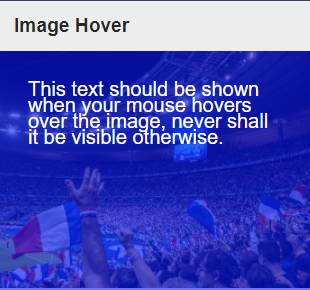 Image Hover
This text should be shown
when your mouse hovers
over the image, never shall
it be visible otherwise.